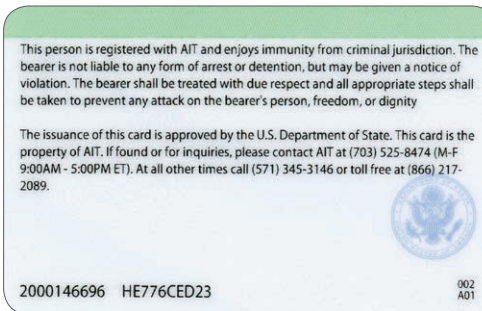 This person is registered with AIT and enjoys immunity from criminal jurisdiction. The
bearer is not liable to any form of arrest or detention, but may be given a notice of
violation. The bearer shall be treated with due respect and all appropriate steps shall
be taken to prevent any attack on the bearer's person, freedom, or dignity
The issuance of this card is approved by the U.S. Department of State. This card is the
property of AIT. If found or for inquiries, please contact AIT at (703) 525-8474 (M-F
9:00AM - 5:00PM ET). At all other times call (571) 345-3146 or toll free at (866) 217-
2089.
2000146696 HE776CED23
002
A01